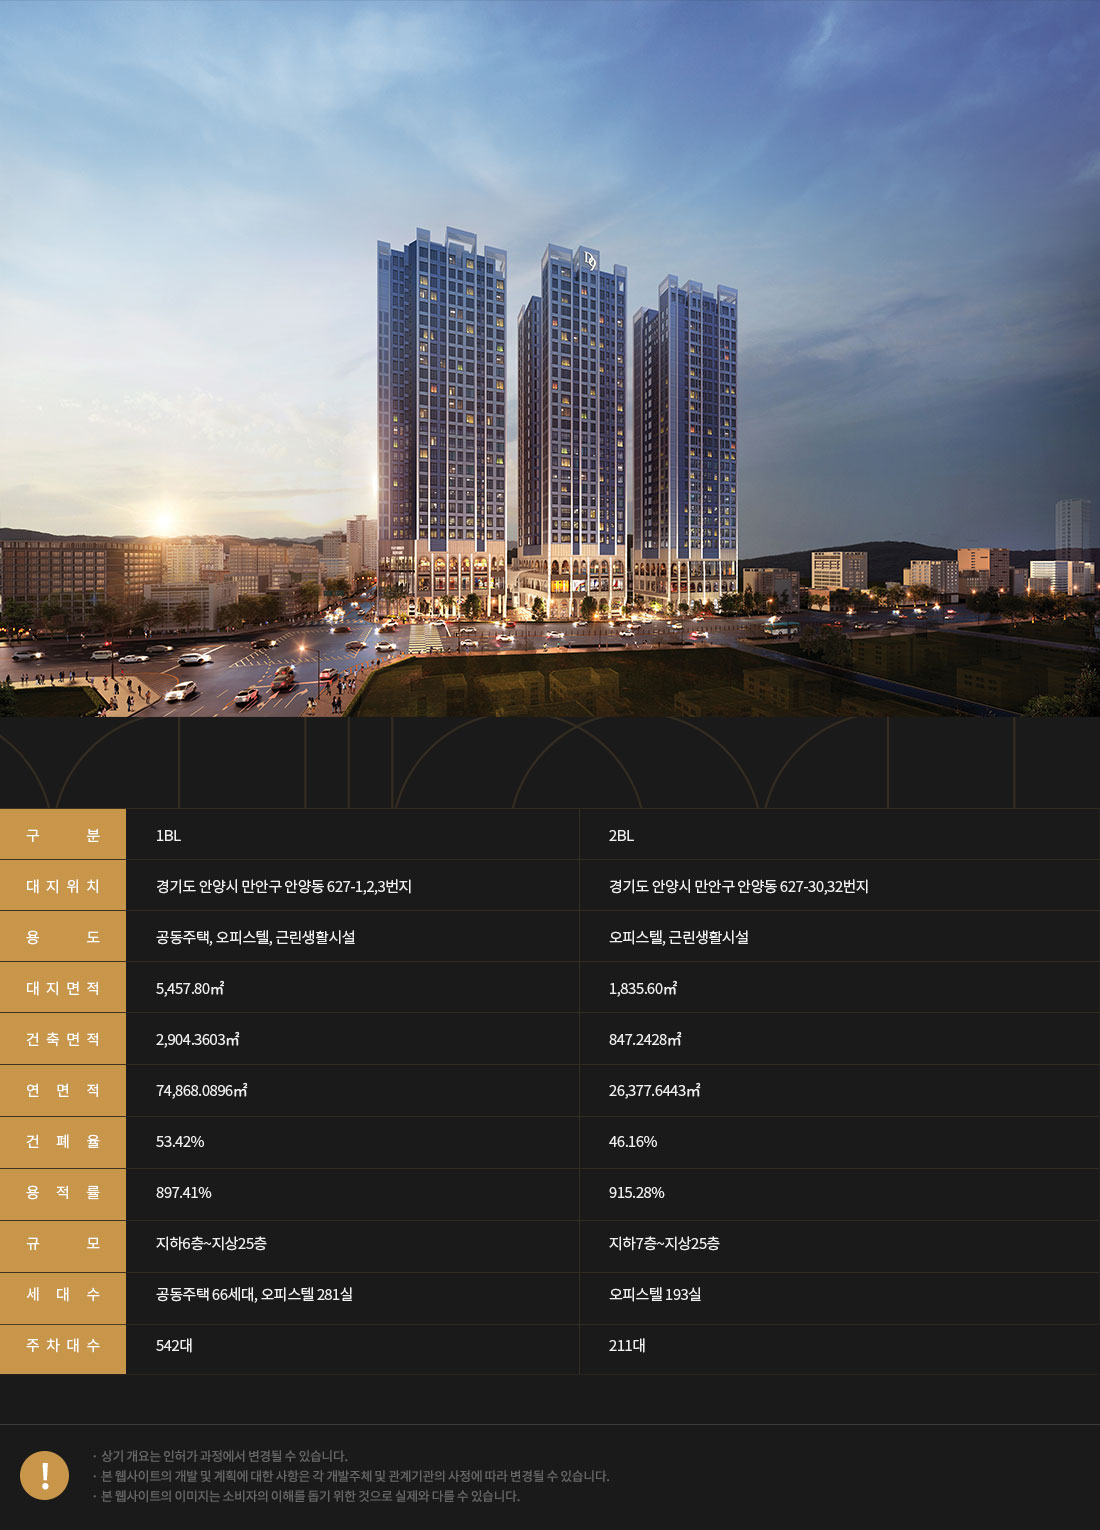 D9
구 분 1BL 2BL
대지위치 경기도 안양시 만안구 안양동 627-1,2,3번지 경기도 안양시 만안구 안양동 627-30,32번지
용 도 공동주택, 오피스텔, 근린생활시설 오피스텔, 근린생활시설
대지면적 5,457.80㎡ 1,835.60㎡
건축면적 2,904.3603㎡ 847.2428㎡
연 면 적 74,868.0896㎡ 26,377.6443㎡
건 폐 율 53.42% 46.16%
용 적 률 897.41% 915.28%
규 모 지하6층~지상25층 지하7층~지상25층
세 대 수 공동주택 66세대, 오피스텔 281실 오피스텔 193실
주차대수 542대 211대
· 상기 개요는 인허가 과정에서 변경될 수 있습니다.
· 본 웹사이트의 개발 및 계획에 대한 사항은 각 개발주체 및 관계기관의 사정에 따라 변경될 수 있습니다.
· 본 웹사이트의 이미지는 소비자의 이해를 돕기 위한 것으로 실제와 다를 수 있습니다.